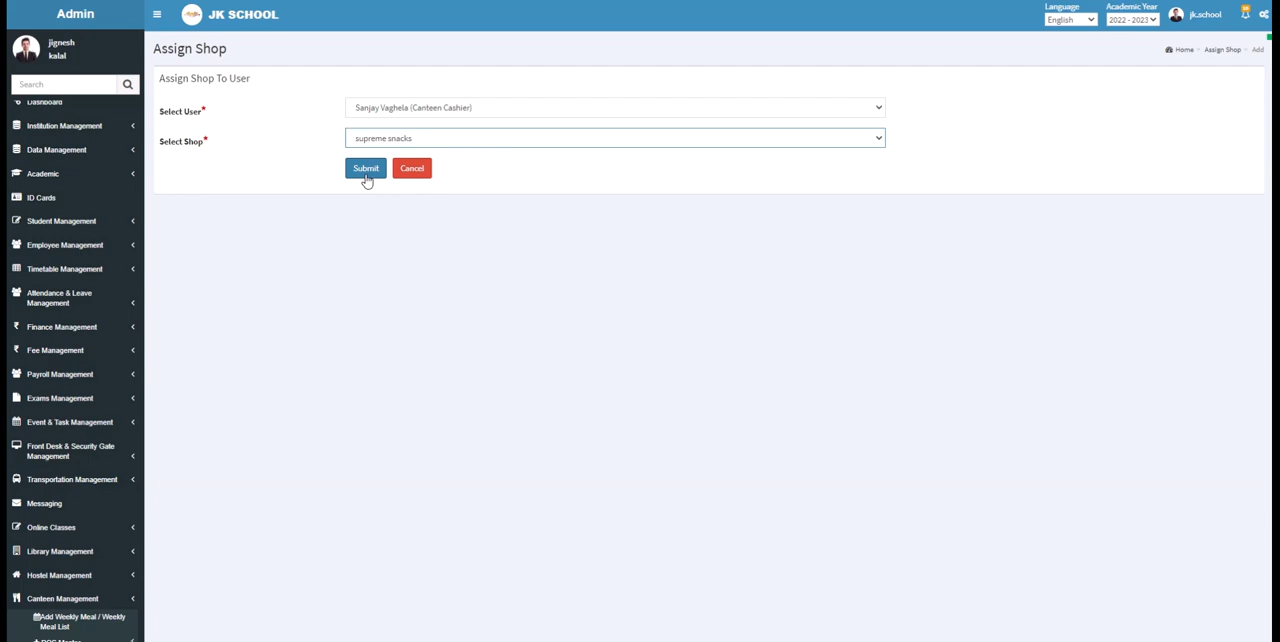 Admin
JK SCHOOL
Language
English
Academic Year
2022 - 2023
jk.school
jignesh
kalal
Search
Assign Shop
Home
Assign Shop
Add
Assign Shop To User
Select User*
Sanjay Vaghela (Canteen Cashier)
Select Shop*
supreme snacks
Submit
Cancel
Dashboard
Institution Management
Data Management
Academic
ID Cards
Student Management
Employee Management
Timetable Management
Attendance & Leave
Management
Finance Management
Fee Management
Payroll Management
Exams Management
Event & Task Management
Front Desk & Security Gate
Management
Transportation Management
Messaging
Online Classes
Library Management
Hostel Management
Canteen Management
Add Weekly Meal / Weekly
Meal List